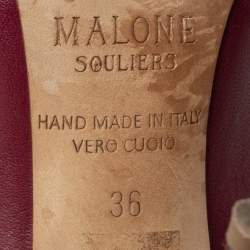 MALONE
SOULIERS
HAND MADE IN ITALY
VERO CUOIO
36